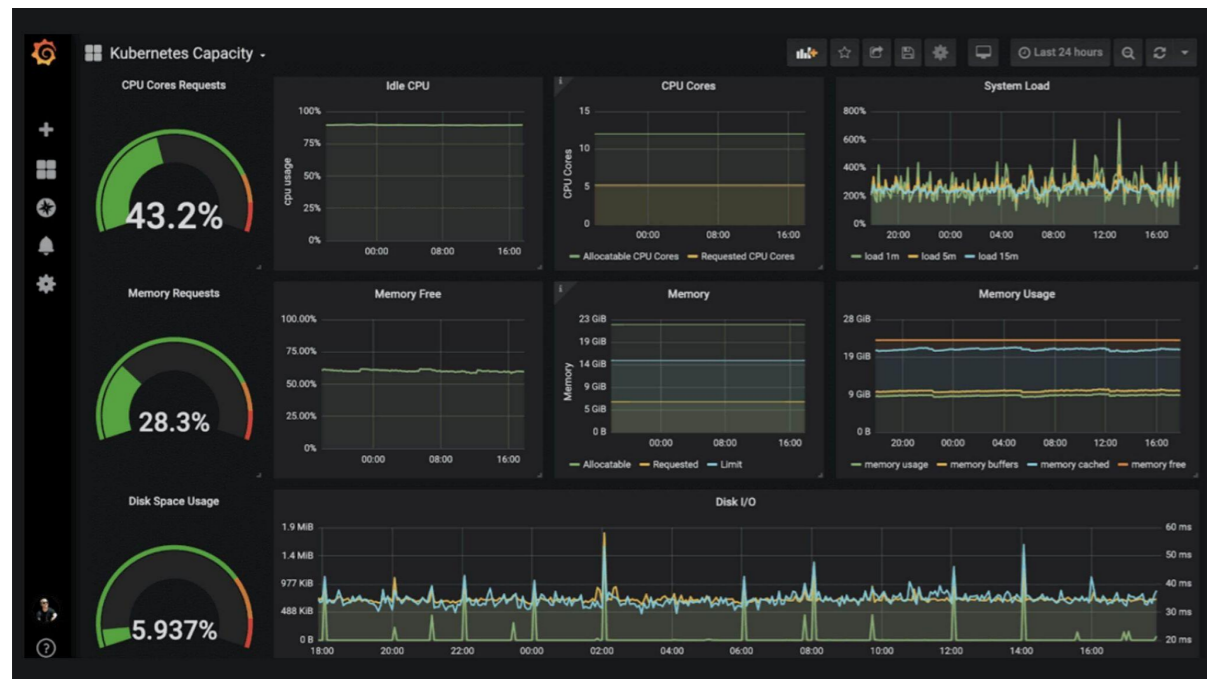 Kubernetes Capacity
Last 24 hours
CPU Cores Requests
43.2%
Idle CPU
100%
75%
50%
25%
0%
cpu usage
00:00 08:00 16:00
CPU Cores
15
10
5
0
CPU Cores
00:00 08:00 16:00
Allocatable CPU Cores Requested CPU Cores
System Load
800%
600%
400%
200%
0%
20:00 00:00 04:00 08:00 12:00 16:00
load 1m load 5m load 15m
Memory Requests
28.3%
Memory Free
100.00%
75.00%
50.00%
25.00%
0%
00:00 08:00 16:00
Memory
23 GiB
19 GiB
14 GiB
9 GiB
5 GiB
0 B
Memory
00:00 08:00 16:00
Allocatable Requested Limit
Memory Usage
28 GiB
19 GiB
9 GiB
0 B
20:00 00:00 04:00 08:00 12:00 16:00
memory usage memory buffers memory cached memory free
Disk Space Usage
5.937%
Disk I/O
1.9 MiB
1.4 MiB
977 KiB
488 KiB
0 B
60 ms
50 ms
40 ms
30 ms
20 ms
18:00 20:00 22:00 00:00 02:00 04:00 06:00 08:00 10:00 12:00 14:00 16:00